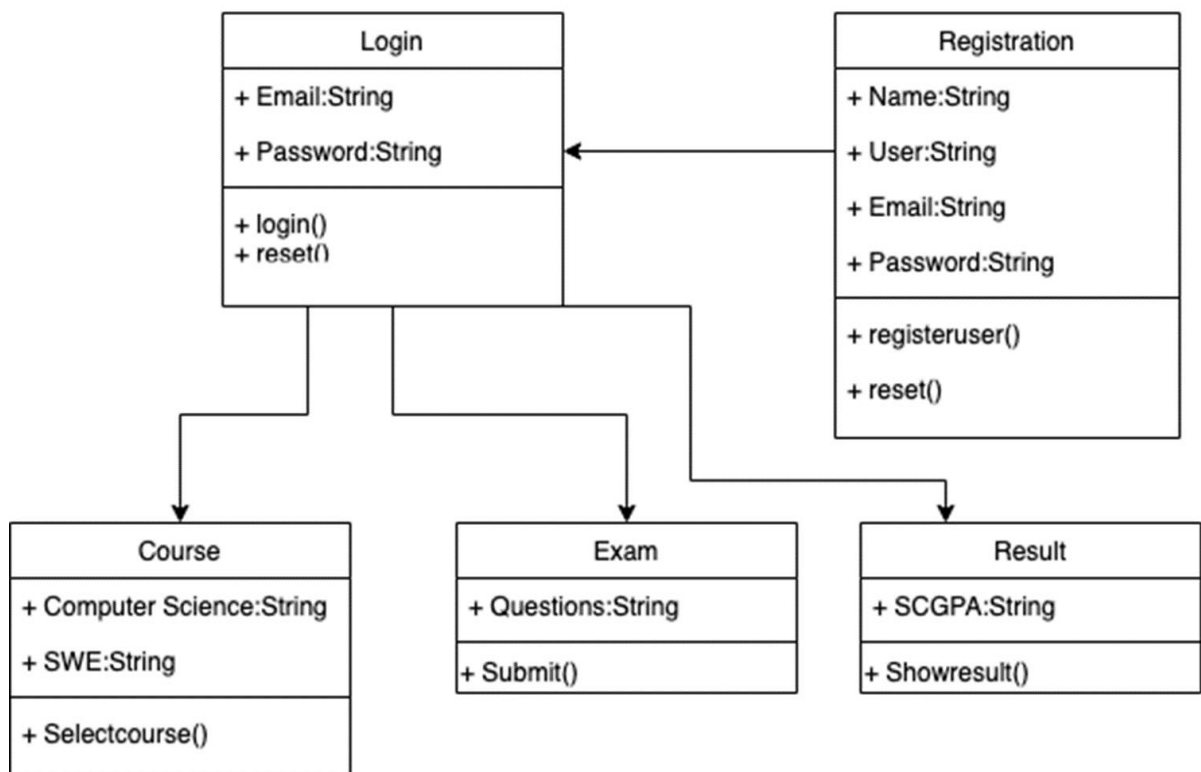 Login
+ Email:String
+ Password:String
+ login()
+ reset()
Registration
+ Name:String
+ User:String
+ Email:String
+ Password:String
+ registeruser()
+ reset()
Course
+ Computer Science:String
+ SWE:String
+ Selectcourse()
Exam
+ Questions:String
+ Submit()
Result
+ SCGPA:String
+ Showresult()